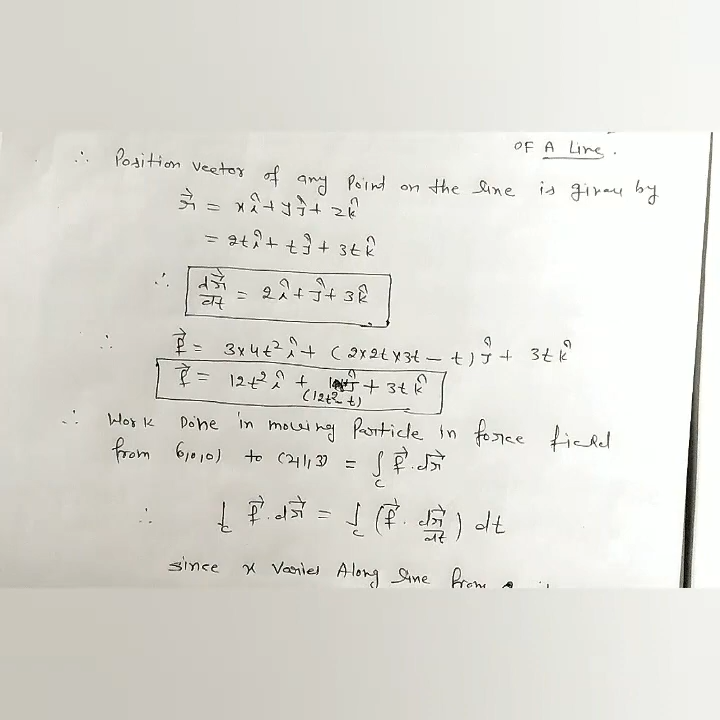 OF A Line.
∴ Position vector of any Point on the line is given by
r⃗ = xî + yĵ + zk̂
= 2tî + tĵ + 3tk̂
∴ dr⃗/dt = 2î + ĵ + 3k̂
∴ F⃗ = 3×4t² î + (2×2t×3t − t) ĵ + 3t k̂
F⃗ = 12t² î + (12t² − t) ĵ + 3t k̂
∴ Work Done in moving Particle in force field
from (0,0,0) to (2,1,3) = ∫c F⃗ . dr⃗
∴ ∫c F⃗ . dr⃗ = ∫c (F⃗ . dr⃗/dt) dt
since x varies Along line from